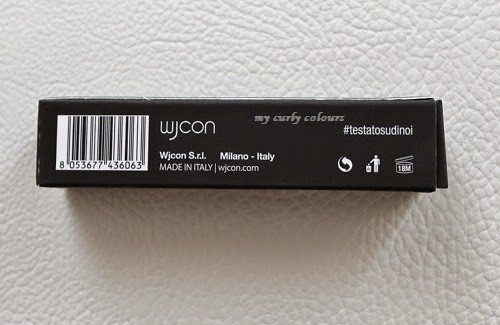 wjcon
my curly colours
#testatosudinoi
Wjcon S.r.l. Milano - Italy
MADE IN ITALY | wjcon.com
8 053677 436063
18M